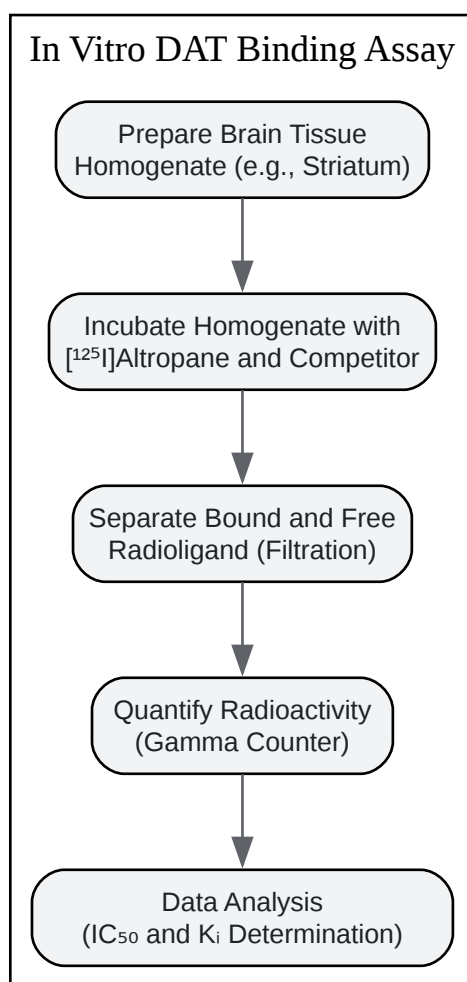 In Vitro DAT Binding Assay
Prepare Brain Tissue
Homogenate (e.g., Striatum)
Incubate Homogenate with
[¹²⁵I]Altropane and Competitor
Separate Bound and Free
Radioligand (Filtration)
Quantify Radioactivity
(Gamma Counter)
Data Analysis
(IC₅₀ and Kᵢ Determination)